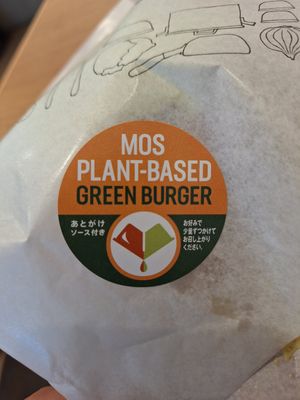 MOS
PLANT-BASED
GREEN BURGER
あとがけ
ソース付き
お好みで
少量ずつかけて
お召し上がり
ください。